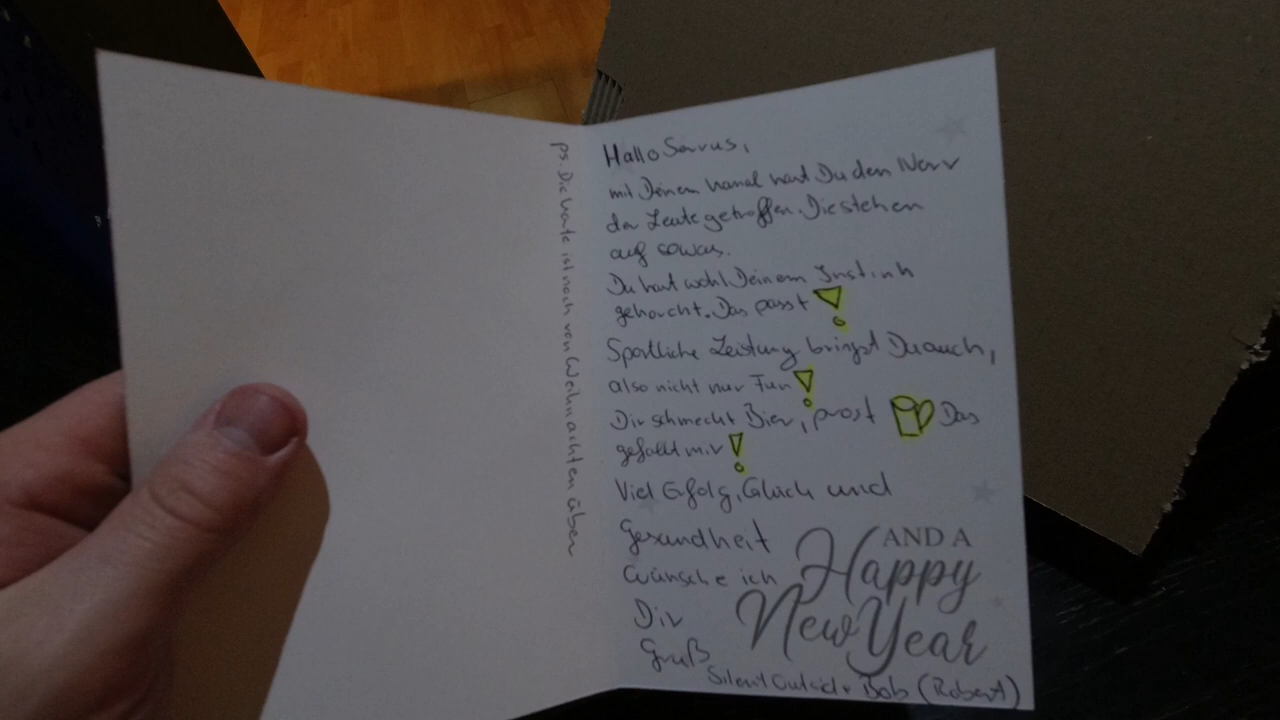 Hallo Servus,
mit Deinem Kanal hast Du den Nerv
der Leute getroffen. Die stehen
auf sowas.
Du hast wohl Deinem Instinkt
gehorcht. Das passt!
Sportliche Leistung bringst Du auch,
also nicht nur Fun!
Dir schmeckt Bier, prost Das
gefällt mir!
Viel Erfolg, Glück und
Gesundheit
wünsche ich
Dir
Gruß
Silent Outsider Bob (Robert)
AND A
Happy
New Year
ps. Die Karte ist noch von Weihnachten über